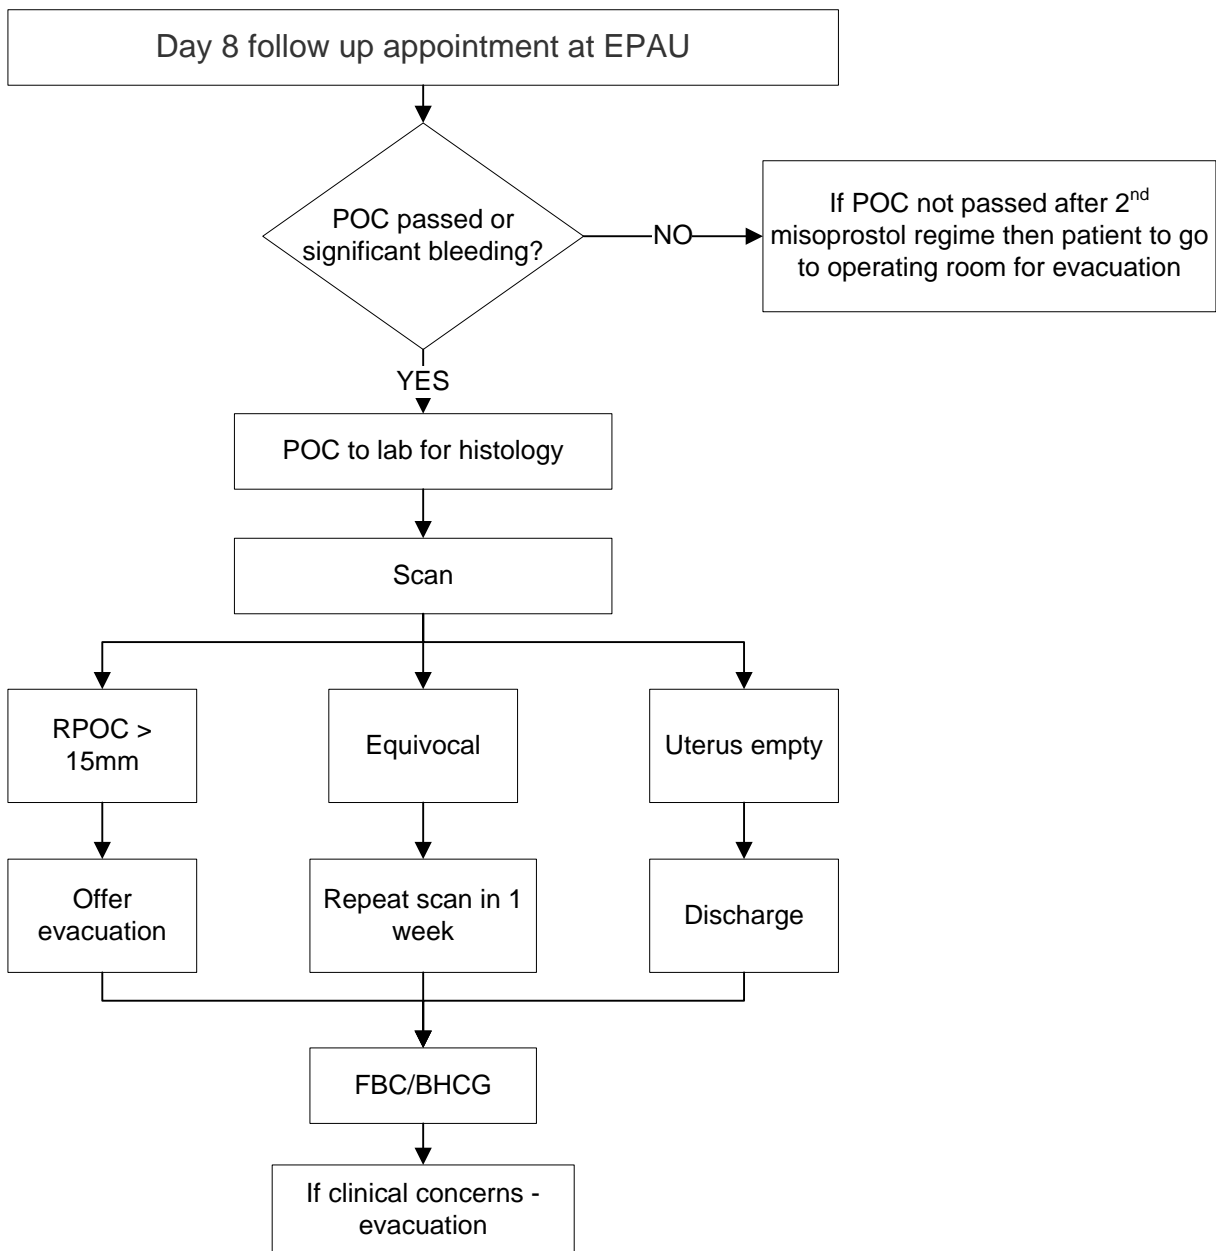 Day 8 follow up appointment at EPAU
POC passed or
significant bleeding?
NO
If POC not passed after 2nd
misoprostol regime then patient to go
to operating room for evacuation
YES
POC to lab for histology
Scan
RPOC >
15mm
Equivocal
Uterus empty
Offer
evacuation
Repeat scan in 1
week
Discharge
FBC/BHCG
If clinical concerns -
evacuation